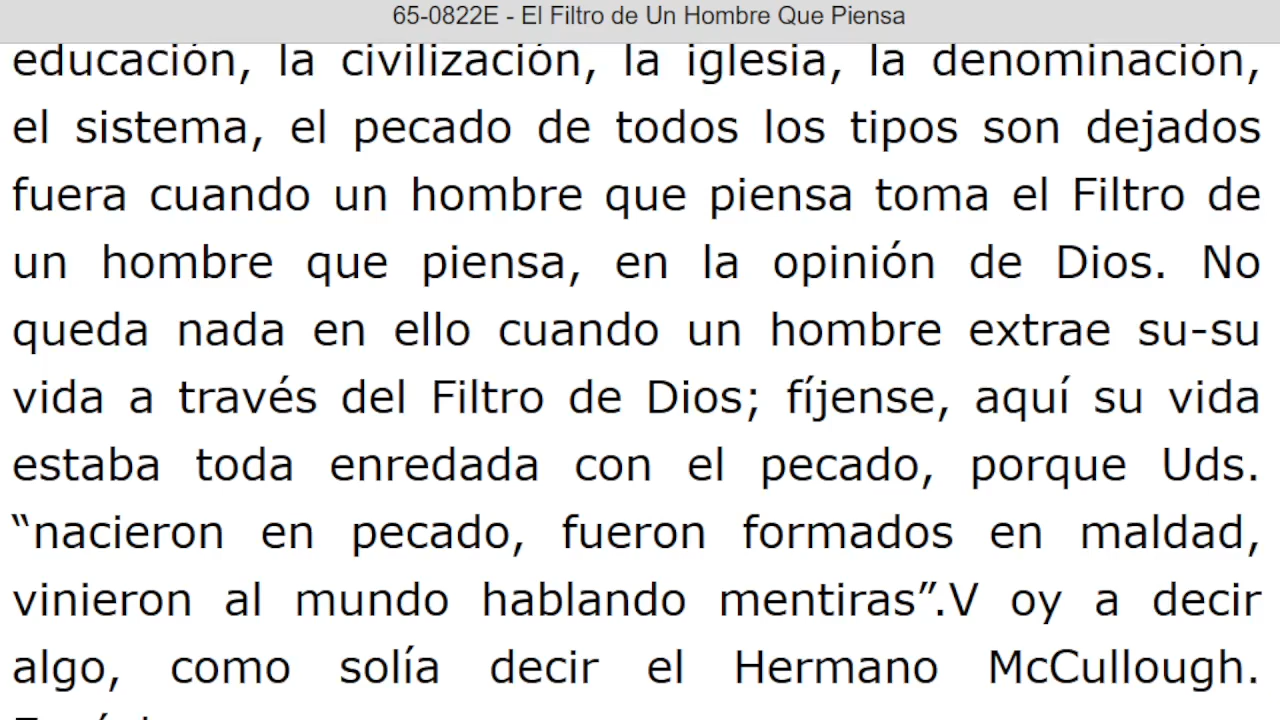 65-0822E - El Filtro de Un Hombre Que Piensa
educación, la civilización, la iglesia, la denominación,
el sistema, el pecado de todos los tipos son dejados
fuera cuando un hombre que piensa toma el Filtro de
un hombre que piensa, en la opinión de Dios. No
queda nada en ello cuando un hombre extrae su-su
vida a través del Filtro de Dios; fíjense, aquí su vida
estaba toda enredada con el pecado, porque Uds.
“nacieron en pecado, fueron formados en maldad,
vinieron al mundo hablando mentiras”.V oy a decir
algo, como solía decir el Hermano McCullough.